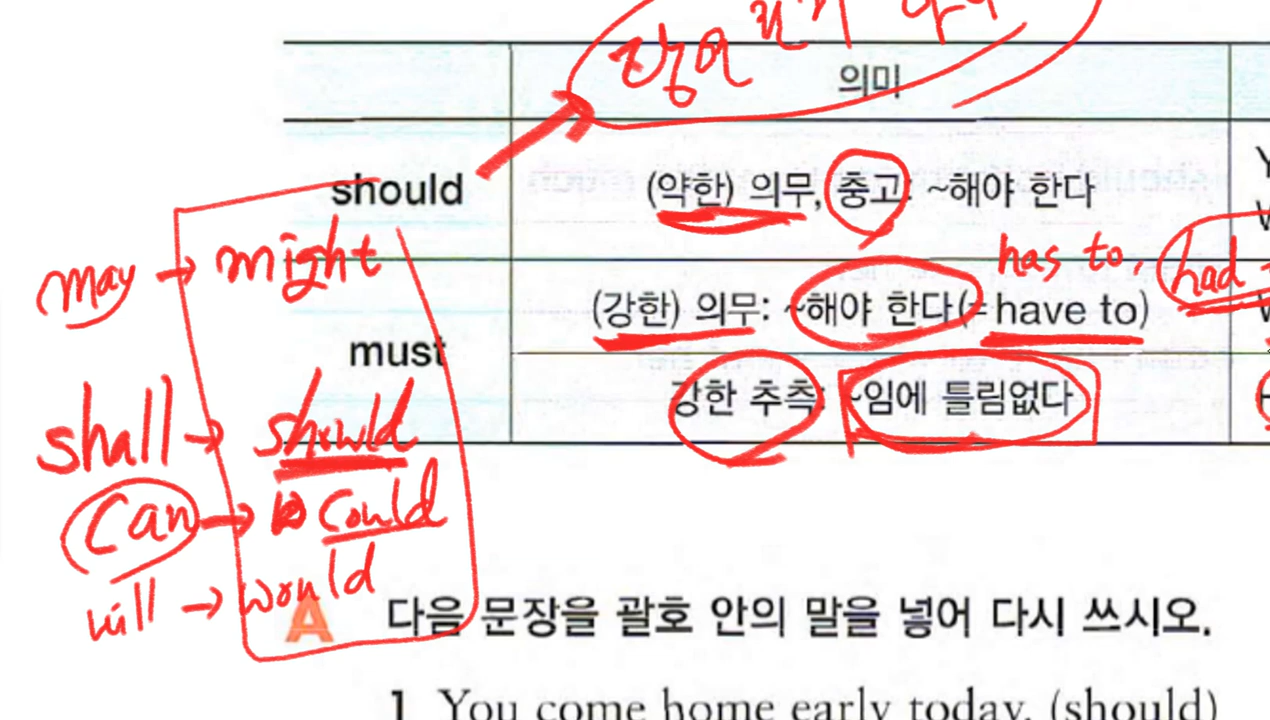 의미
should (약한) 의무, 충고: ~해야 한다
may → might
has to, had
must (강한) 의무: ~해야 한다(= have to)
강한 추측: ~임에 틀림없다
shall → should
can → could
will → would
A 다음 문장을 괄호 안의 말을 넣어 다시 쓰시오.
1 You come home early today. (should)